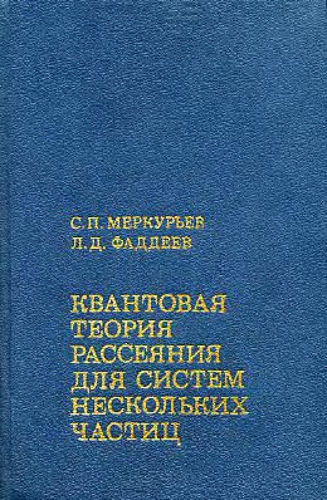 С.П. МЕРКУРЬЕВ
Л.Д. ФАДДЕЕВ
КВАНТОВАЯ
ТЕОРИЯ
РАССЕЯНИЯ
ДЛЯ СИСТЕМ
НЕСКОЛЬКИХ
ЧАСТИЦ